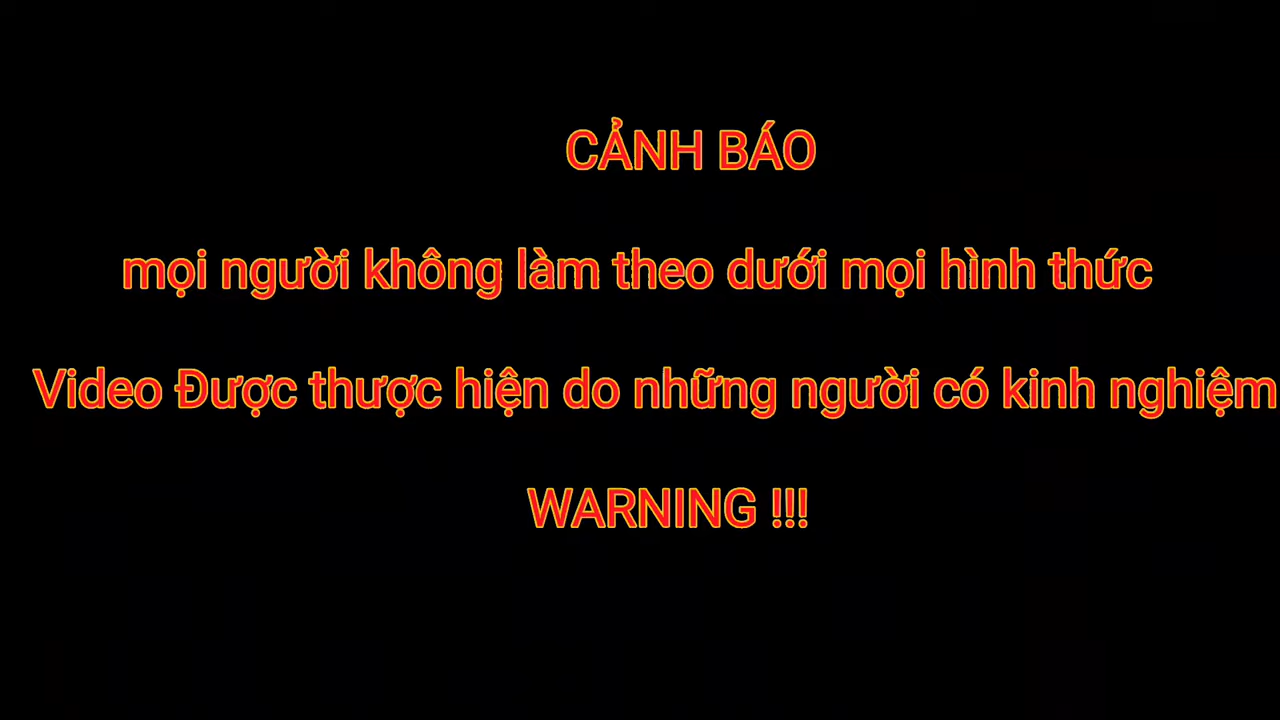 CẢNH BÁO
mọi người không làm theo dưới mọi hình thức
Video Được thược hiện do những người có kinh nghiệm
WARNING !!!